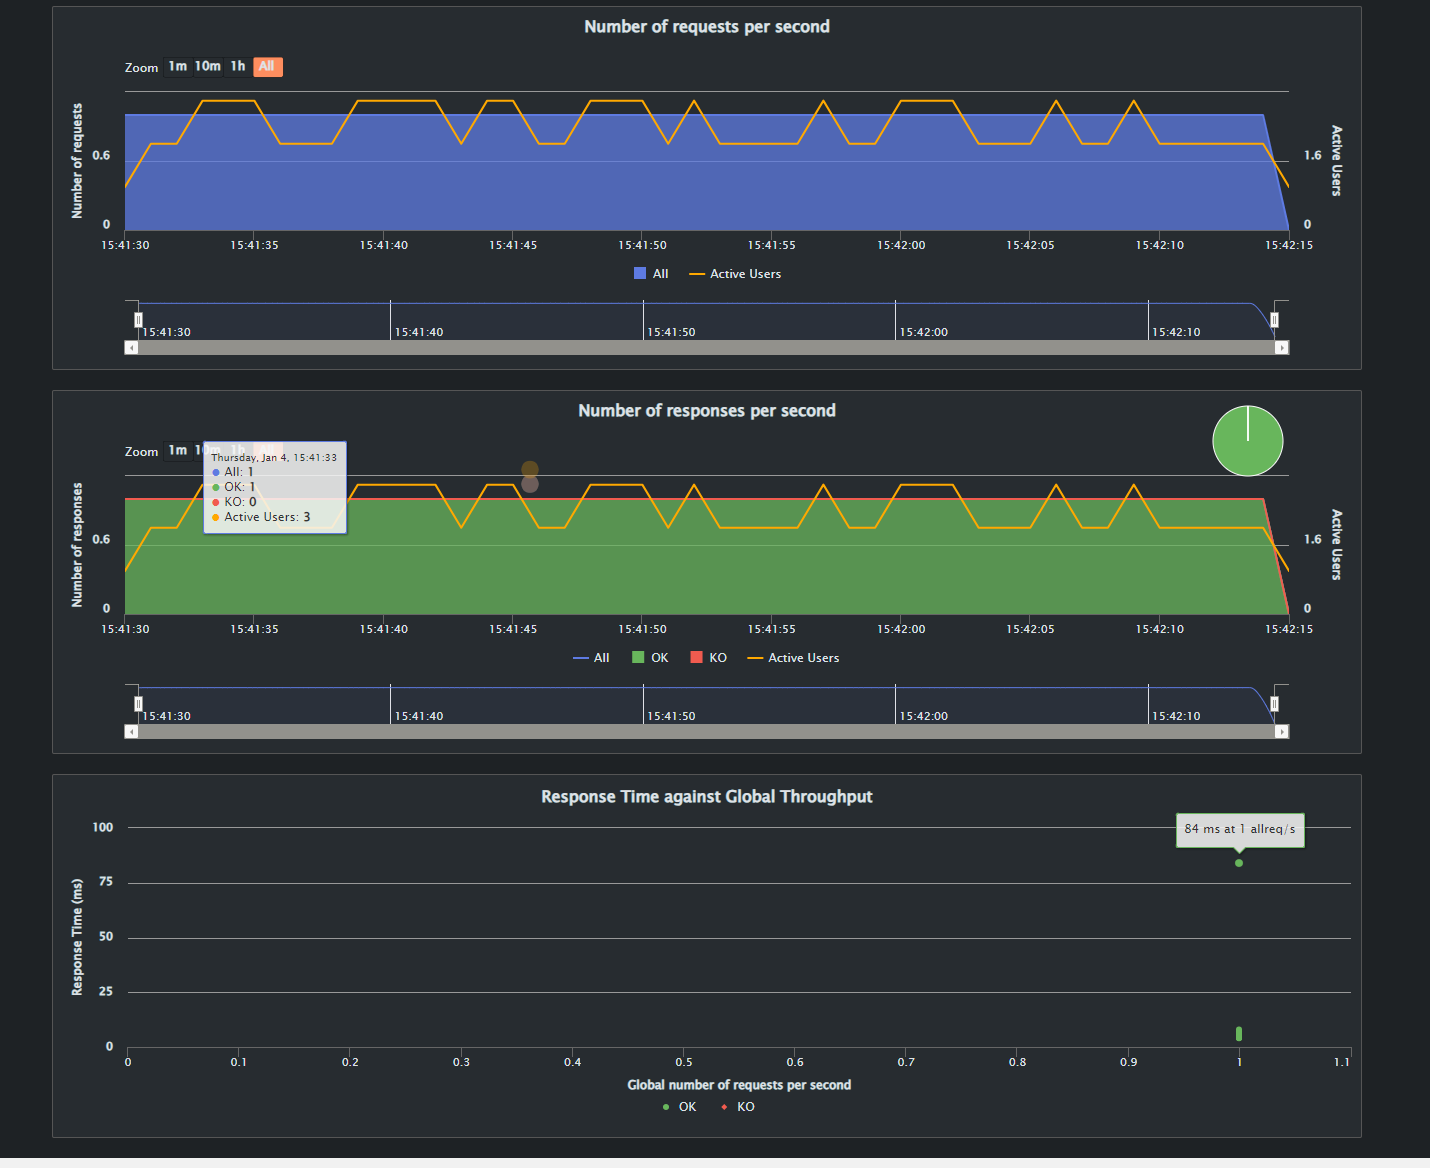 Number of requests per second
Zoom 1m 10m 1h All
Number of requests
0.6
0
Active Users
1.6
0
15:41:30 15:41:35 15:41:40 15:41:45 15:41:50 15:41:55 15:42:00 15:42:05 15:42:10 15:42:15
All Active Users
15:41:30 15:41:40 15:41:50 15:42:00 15:42:10
Number of responses per second
Zoom 1m 10m 1h All
Thursday, Jan 4, 15:41:33
All: 1
OK: 1
KO: 0
Active Users: 3
Number of responses
0.6
0
Active Users
1.6
0
15:41:30 15:41:35 15:41:40 15:41:45 15:41:50 15:41:55 15:42:00 15:42:05 15:42:10 15:42:15
All OK KO Active Users
15:41:30 15:41:40 15:41:50 15:42:00 15:42:10
Response Time against Global Throughput
84 ms at 1 allreq/s
Response Time (ms)
100
75
50
25
0
0 0.1 0.2 0.3 0.4 0.5 0.6 0.7 0.8 0.9 1 1.1
Global number of requests per second
OK KO